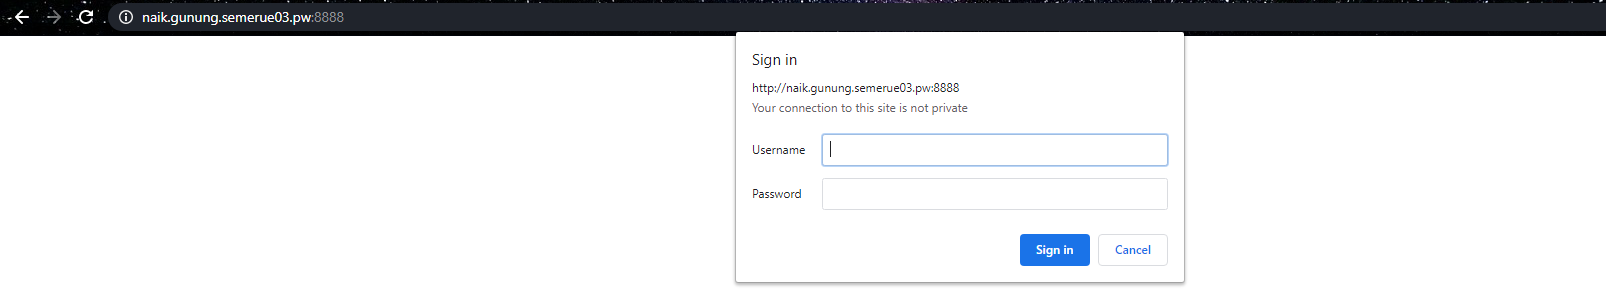 naik.gunung.semerue03.pw:8888
Sign in
http://naik.gunung.semerue03.pw:8888
Your connection to this site is not private
Username
Password
Sign in Cancel